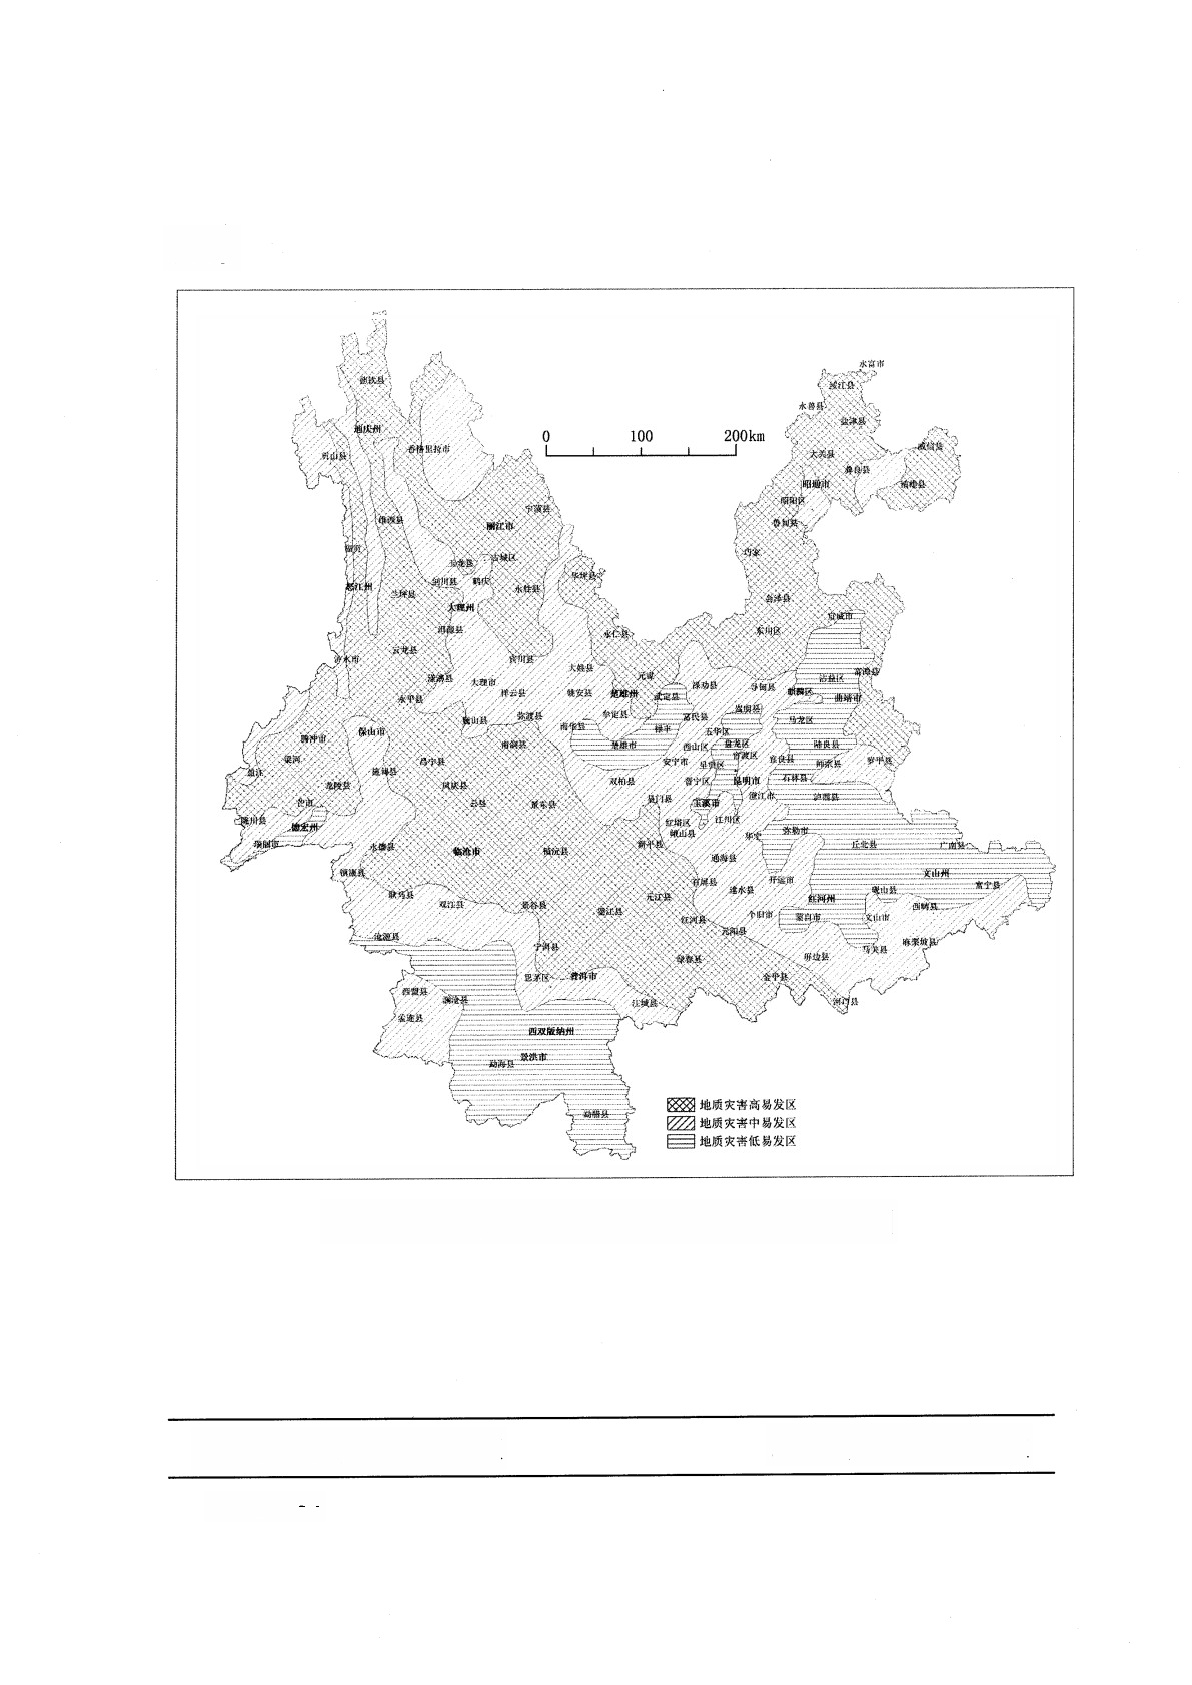 水富市
绥江县
德钦县
永善县
盐津县
迪庆州
香格里拉市
威信县
贡山县
大关县
彝良县
昭通市
镇雄县
昭阳区
宁蒗县
维西县
丽江市
鲁甸县
巧家
古城区
玉龙县
华坪县
剑川县
鹤庆
怒江州
兰坪县
永胜县
会泽县
大理州
宣威市
洱源县
东川区
永仁县
云龙县
泸水市
宾川县
大姚县
富源县
元谋
漾濞县
沾益区
大理市
禄劝县
寻甸县
麒麟区
祥云县
姚安县
楚雄州
武定县
曲靖市
永平县
嵩明县
巍山县
弥渡县
牟定县
富民县
马龙区
南华县
禄丰
五华区
保山市
腾冲市
南涧县
楚雄市
西山区
盘龙区
陆良县
官渡区
梁河
昌宁县
安宁市
呈贡区
宜良县
师宗县
罗平县
盈江
施甸县
双柏县
晋宁区
昆明市
石林县
龙陵县
凤庆县
澄江市
泸西县
芒市
云县
景东县
易门县
玉溪市
陇川县
德宏州
红塔区
江川区
峨山县
弥勒市
华宁
瑞丽市
永德县
临沧市
镇沅县
新平县
丘北县
广南县
通海县
镇康县
石屏县
开远市
文山州
耿马县
建水县
砚山县
富宁县
双江县
景谷县
墨江县
元江县
红河州
西畴县
红河县
个旧市
蒙自市
文山市
沧源县
元阳县
麻栗坡县
宁洱县
马关县
绿春县
屏边县
思茅区
普洱市
金平县
西盟县
澜沧县
江城县
河口县
孟连县
西双版纳州
景洪市
勐海县
勐腊县
0 100 200km
地质灾害高易发区
地质灾害中易发区
地质灾害低易发区